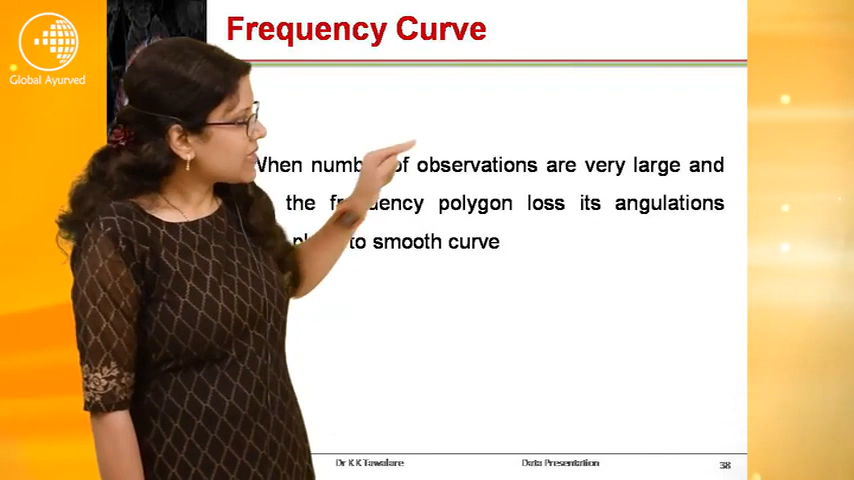 Global Ayurved
Frequency Curve
When numb of observations are very large and
the fr uency polygon loss its angulations
to smooth curve
Dr K K Tawalare
Data Presentation
38